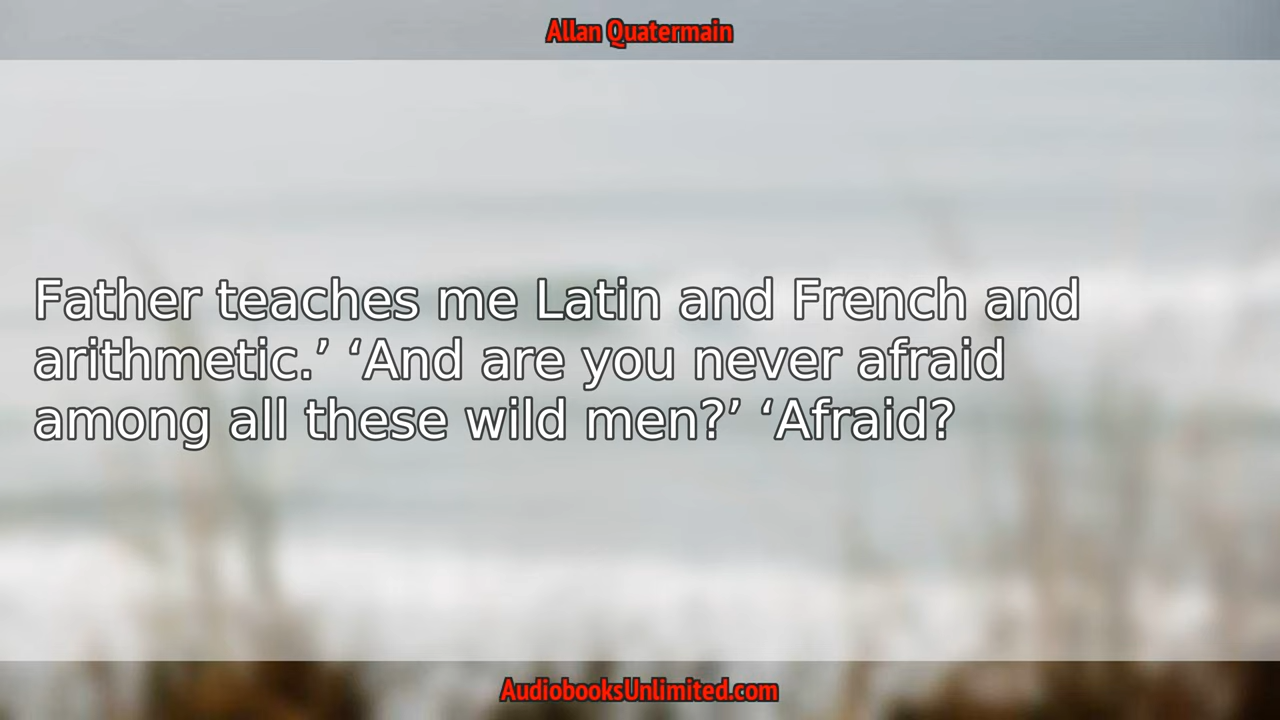 Allan Quatermain
Father teaches me Latin and French and
arithmetic.’ ‘And are you never afraid
among all these wild men?’ ‘Afraid?
AudiobooksUnlimited.com